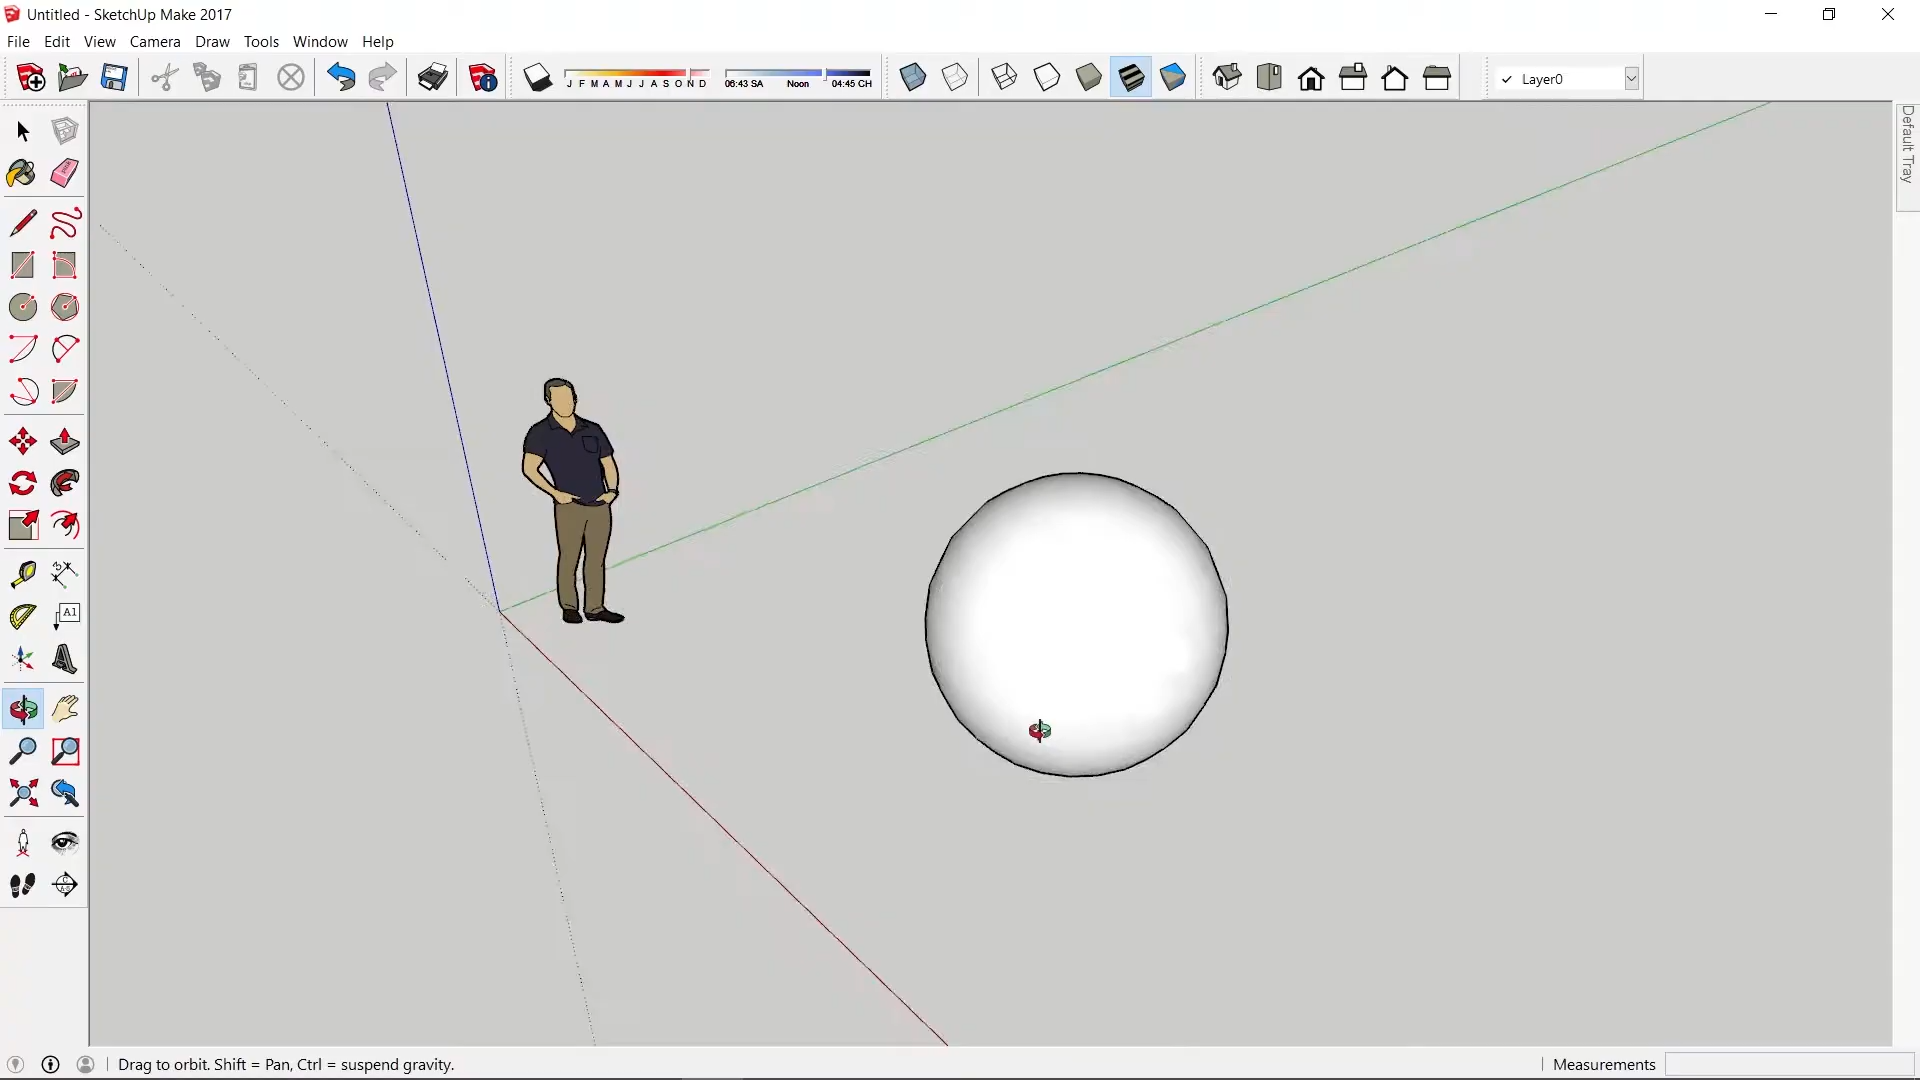 Untitled - SketchUp Make 2017
File Edit View Camera Draw Tools Window Help
J F M A M J J A S O N D 06:43 SA Noon 04:45 CH
Layer0
Default Tray
A1
Drag to orbit. Shift = Pan, Ctrl = suspend gravity.
Measurements